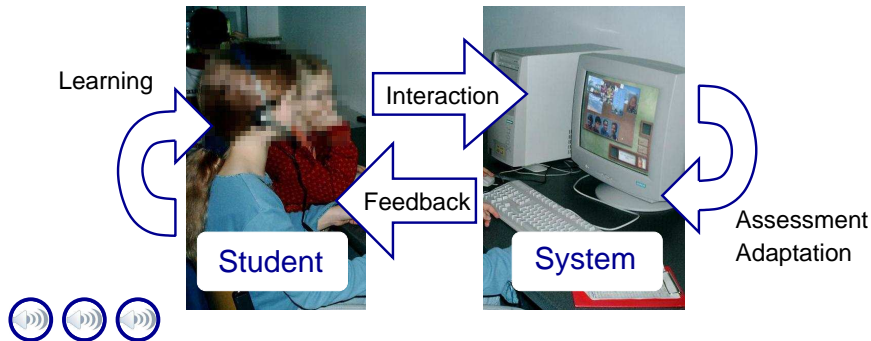 Learning
Interaction
Feedback
Student
System
Assessment
Adaptation